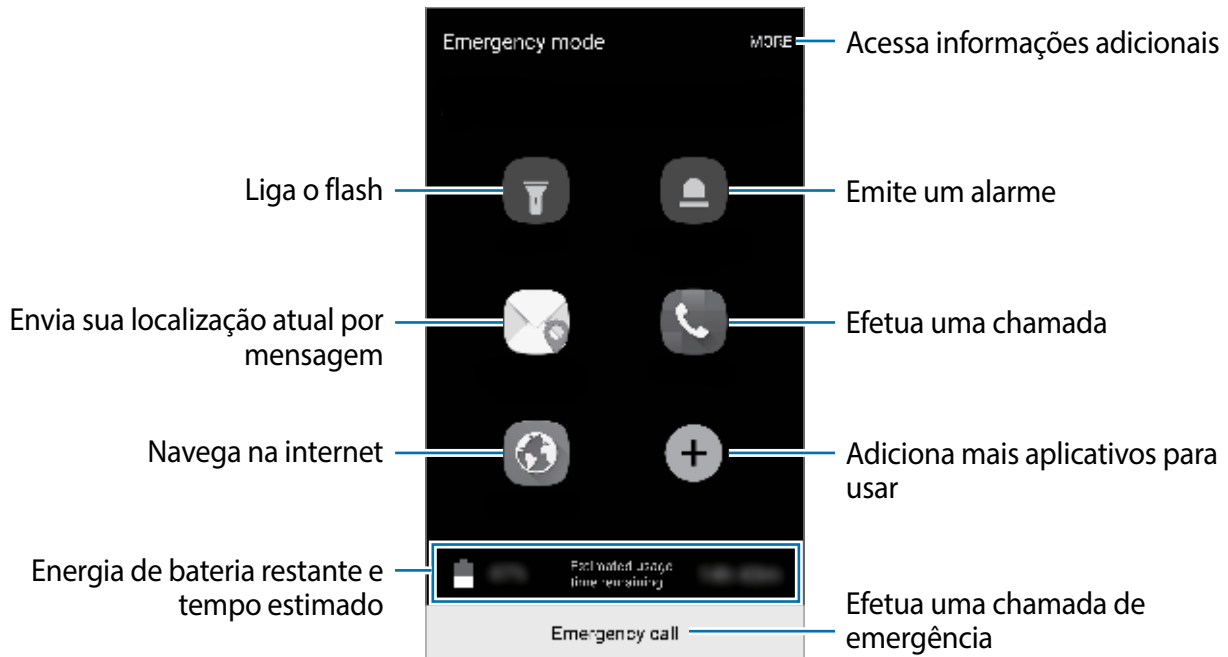 Emergency mode
MORE
Acessa informações adicionais
Liga o flash
Emite um alarme
Envia sua localização atual por
mensagem
Efetua uma chamada
Navega na internet
Adiciona mais aplicativos para
usar
Energia de bateria restante e
tempo estimado
Estimated usage
time remaining
Emergency call
Efetua uma chamada de
emergência